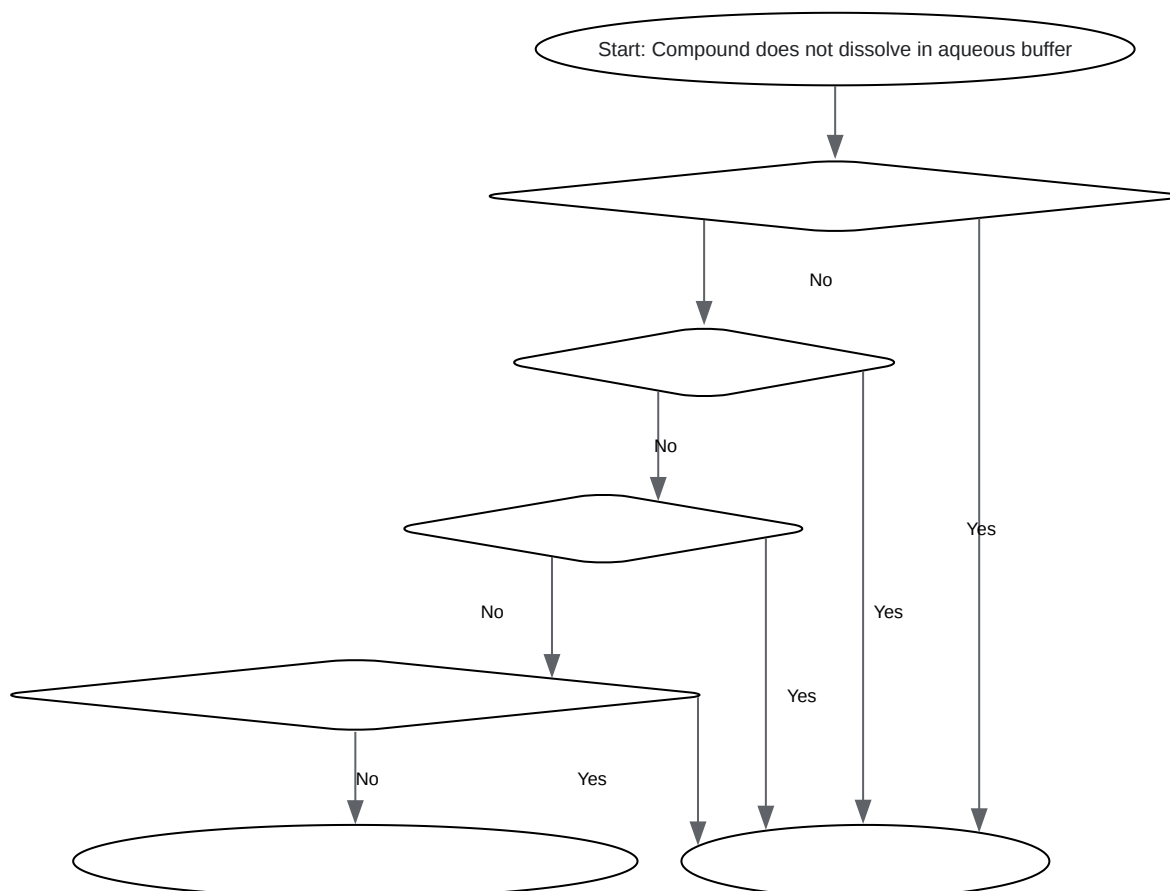 Start: Compound does not dissolve in aqueous buffer
No
No
Yes
No
Yes
Yes
No
Yes